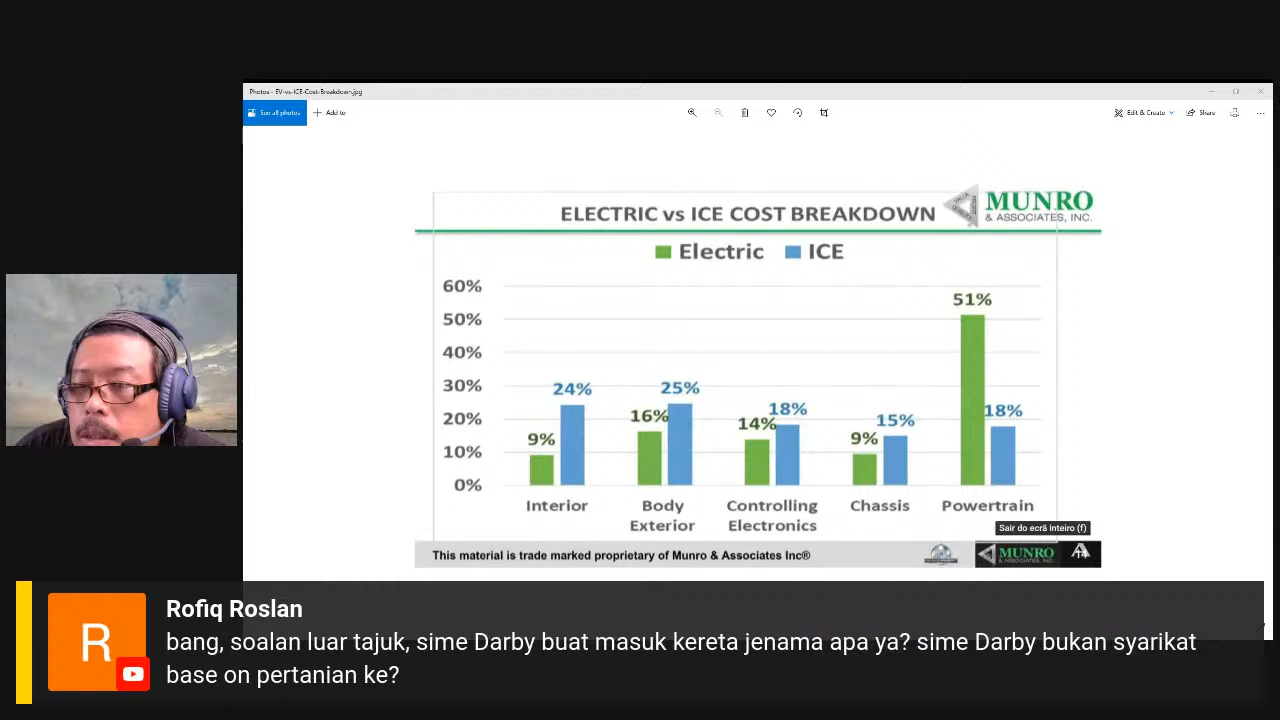 Photos - EV-vs-ICE-Cost-Breakdown.jpg
See all photos
Add to
Edit & Create
Share
ELECTRIC vs ICE COST BREAKDOWN
MUNRO
& ASSOCIATES, INC.
Electric
ICE
60%
50%
40%
30%
20%
10%
0%
9%
24%
16%
25%
14%
18%
9%
15%
51%
18%
Interior
Body
Exterior
Controlling
Electronics
Chassis
Powertrain
Sair do ecrã inteiro (f)
This material is trade marked proprietary of Munro & Associates Inc®
MUNRO
& ASSOCIATES, INC.
R
Rofiq Roslan
bang, soalan luar tajuk, sime Darby buat masuk kereta jenama apa ya? sime Darby bukan syarikat
base on pertanian ke?